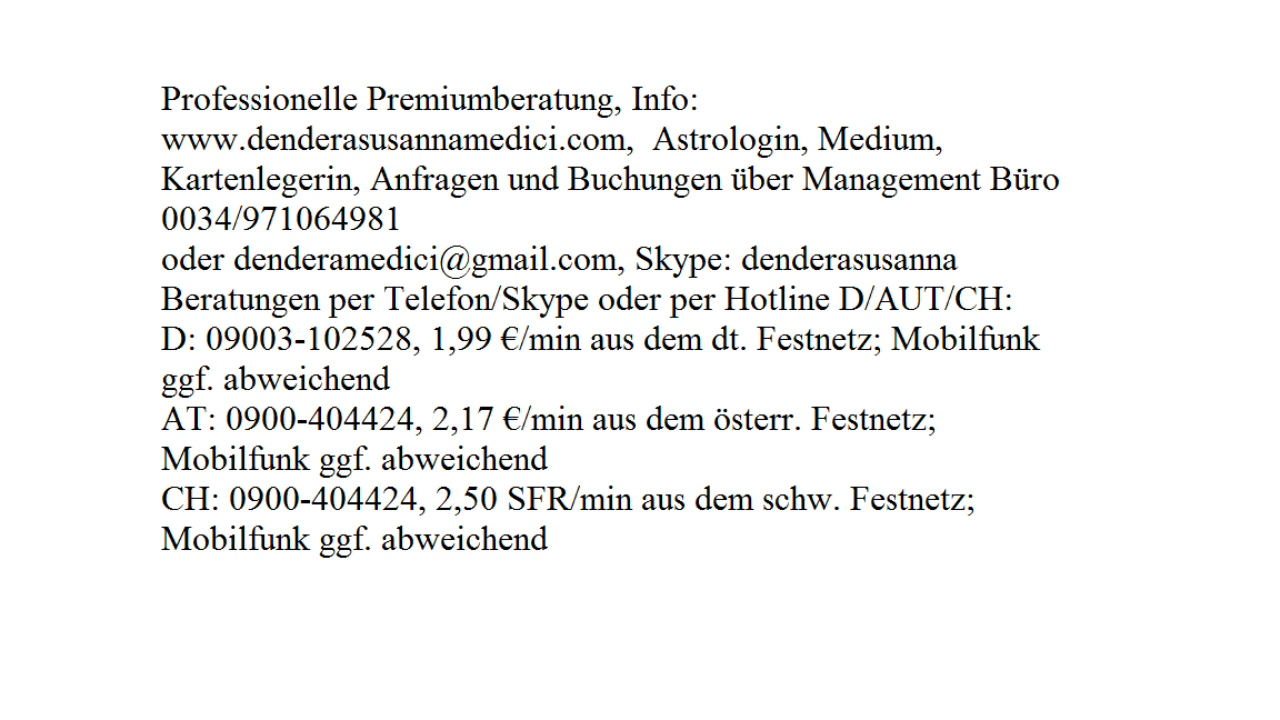 Professionelle Premiumberatung, Info:
www.denderasusannamedici.com,  Astrologin, Medium,
Kartenlegerin, Anfragen und Buchungen über Management Büro
0034/971064981
oder denderamedici@gmail.com, Skype: denderasusanna
Beratungen per Telefon/Skype oder per Hotline D/AUT/CH:
D: 09003-102528, 1,99 €/min aus dem dt. Festnetz; Mobilfunk
ggf. abweichend
AT: 0900-404424, 2,17 €/min aus dem österr. Festnetz;
Mobilfunk ggf. abweichend
CH: 0900-404424, 2,50 SFR/min aus dem schw. Festnetz;
Mobilfunk ggf. abweichend